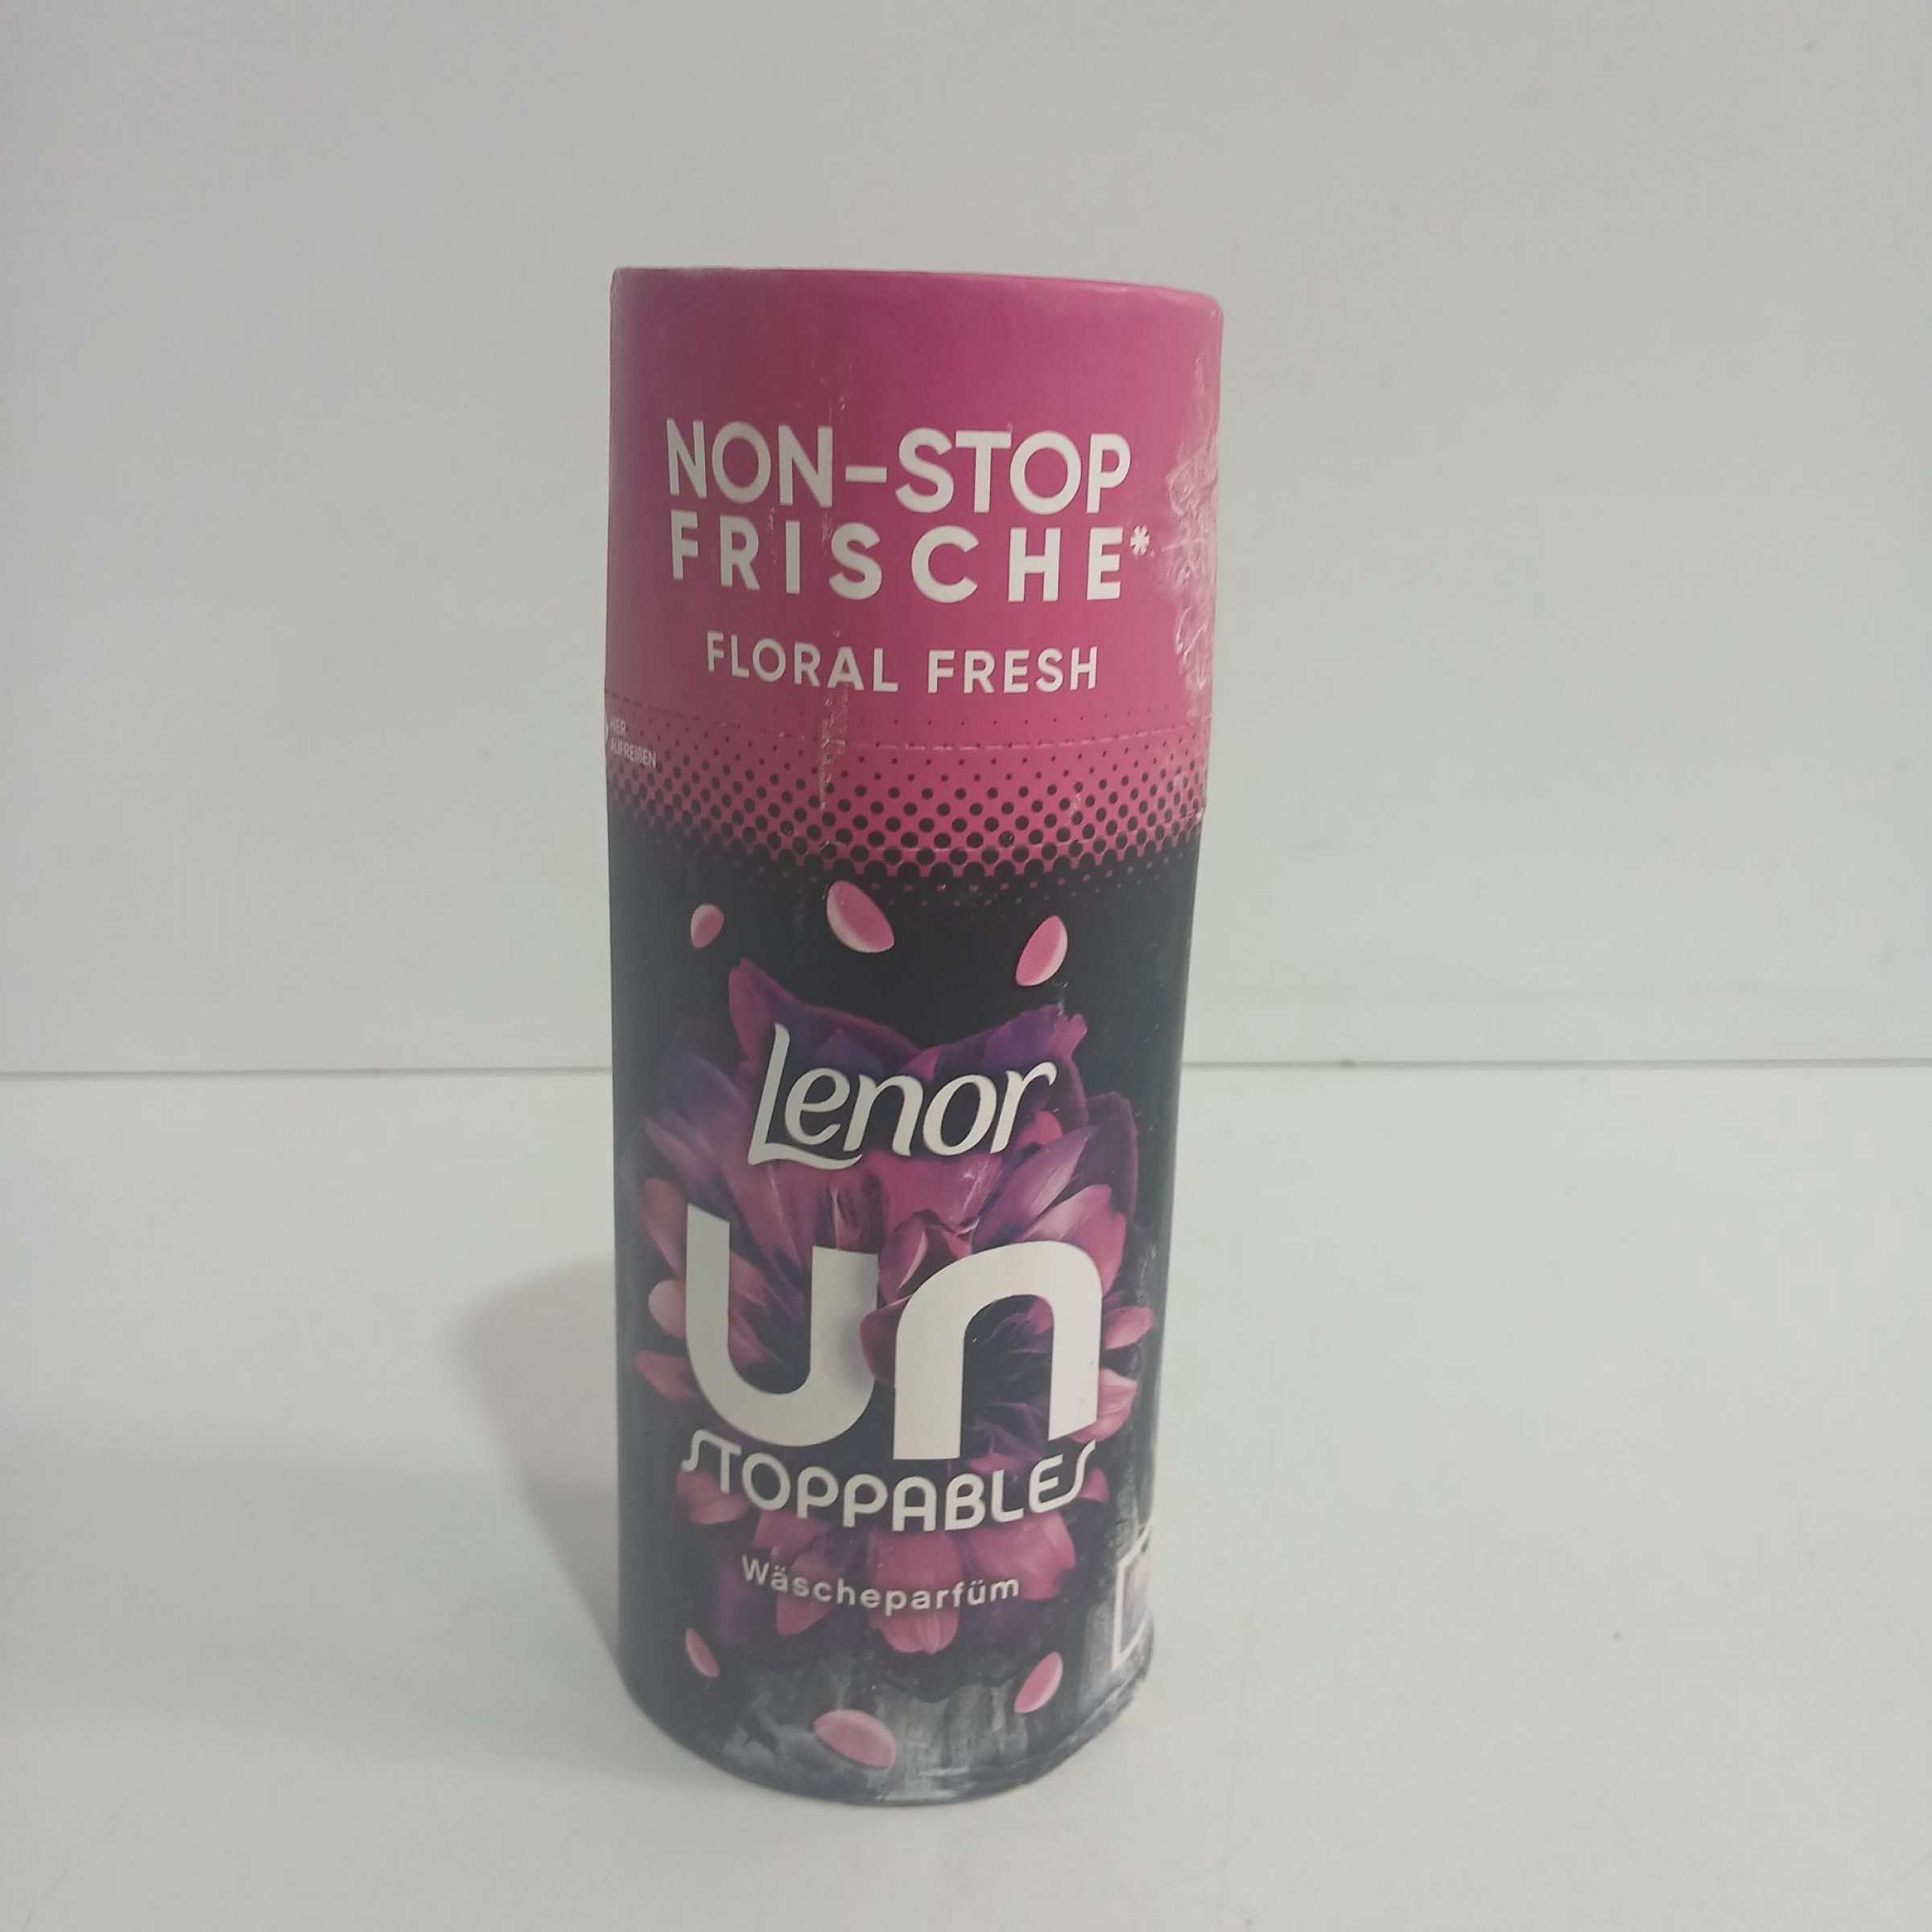 NON-STOP
FRISCHE*
FLORAL FRESH
HIER
AUFREIßEN
Lenor
un
STOPPABLES
Wäscheparfüm